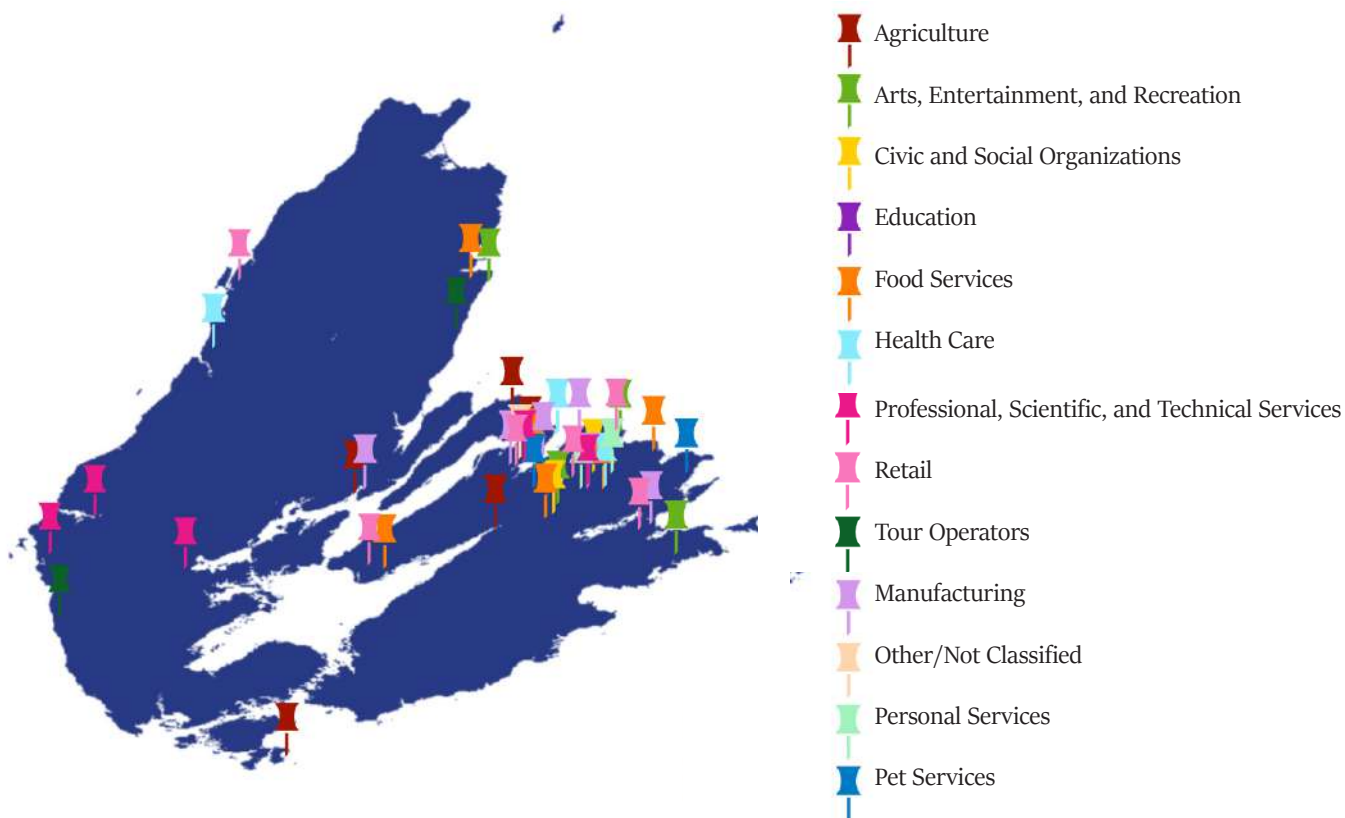 Agriculture
Arts, Entertainment, and Recreation
Civic and Social Organizations
Education
Food Services
Health Care
Professional, Scientific, and Technical Services
Retail
Tour Operators
Manufacturing
Other/Not Classified
Personal Services
Pet Services